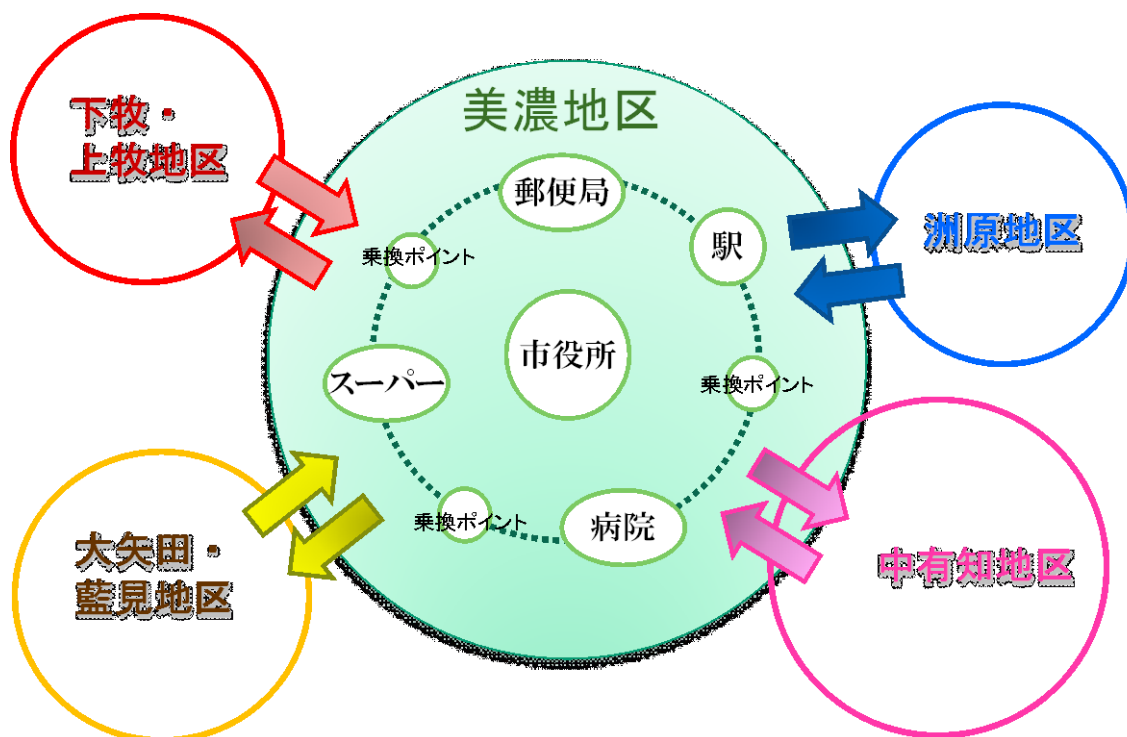 美濃地区
下牧・
上牧地区
郵便局
駅
洲原地区
乗換ポイント
市役所
スーパー
乗換ポイント
乗換ポイント
病院
大矢田・
藍見地区
中有知地区